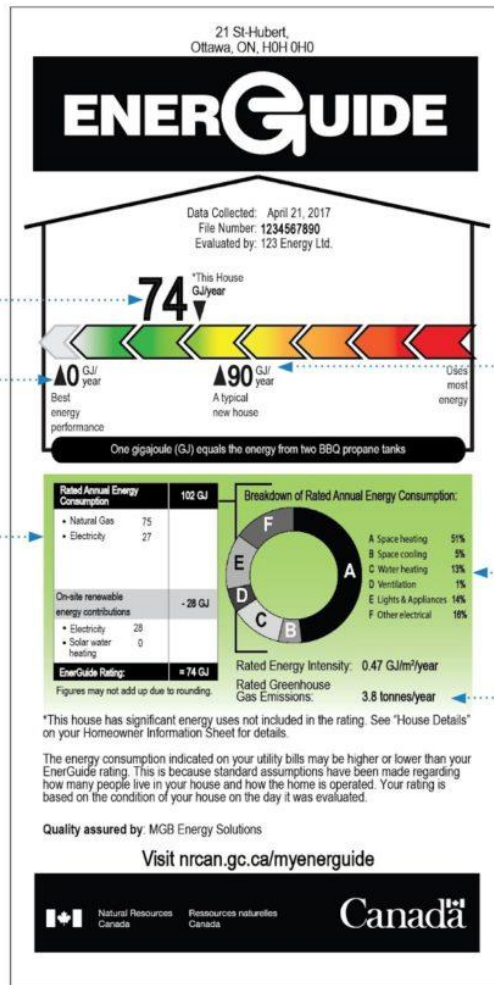 21 St-Hubert,
Ottawa, ON, H0H 0H0
ENERGUIDE
Data Collected: April 21, 2017
File Number: 1234567890
Evaluated by: 123 Energy Ltd.
74
*This House
GJ/year
0 GJ/
year
Best
energy
performance
90 GJ/
year
A typical
new house
Uses
most
energy
One gigajoule (GJ) equals the energy from two BBQ propane tanks
Rated Annual Energy
Consumption 102 GJ
• Natural Gas 75
• Electricity 27
On-site renewable
energy contributions - 28 GJ
• Electricity 28
• Solar water
heating 0
EnerGuide Rating: = 74 GJ
Figures may not add up due to rounding.
Breakdown of Rated Annual Energy Consumption:
F
E
D
C
B
A
A Space heating 51%
B Space cooling 5%
C Water heating 13%
D Ventilation 1%
E Lights & Appliances 14%
F Other electrical 16%
Rated Energy Intensity: 0.47 GJ/m²/year
Rated Greenhouse
Gas Emissions: 3.8 tonnes/year
*This house has significant energy uses not included in the rating. See "House Details"
on your Homeowner Information Sheet for details.
The energy consumption indicated on your utility bills may be higher or lower than your
EnerGuide rating. This is because standard assumptions have been made regarding
how many people live in your house and how the home is operated. Your rating is
based on the condition of your house on the day it was evaluated.
Quality assured by: MGB Energy Solutions
Visit nrcan.gc.ca/myenerguide
Natural Resources Ressources naturelles
Canada Canada
Canada